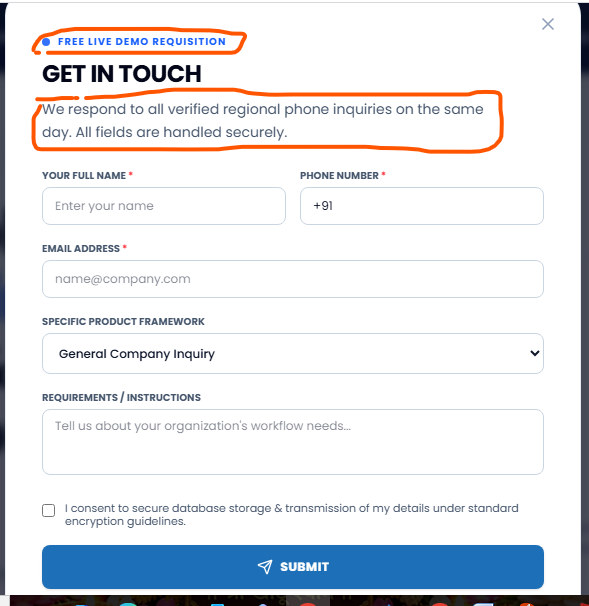 FREE LIVE DEMO REQUISITION
GET IN TOUCH
We respond to all verified regional phone inquiries on the same
day. All fields are handled securely.
YOUR FULL NAME *
Enter your name
PHONE NUMBER *
+91
EMAIL ADDRESS *
name@company.com
SPECIFIC PRODUCT FRAMEWORK
General Company Inquiry
REQUIREMENTS / INSTRUCTIONS
Tell us about your organization's workflow needs...
I consent to secure database storage & transmission of my details under standard
encryption guidelines.
SUBMIT